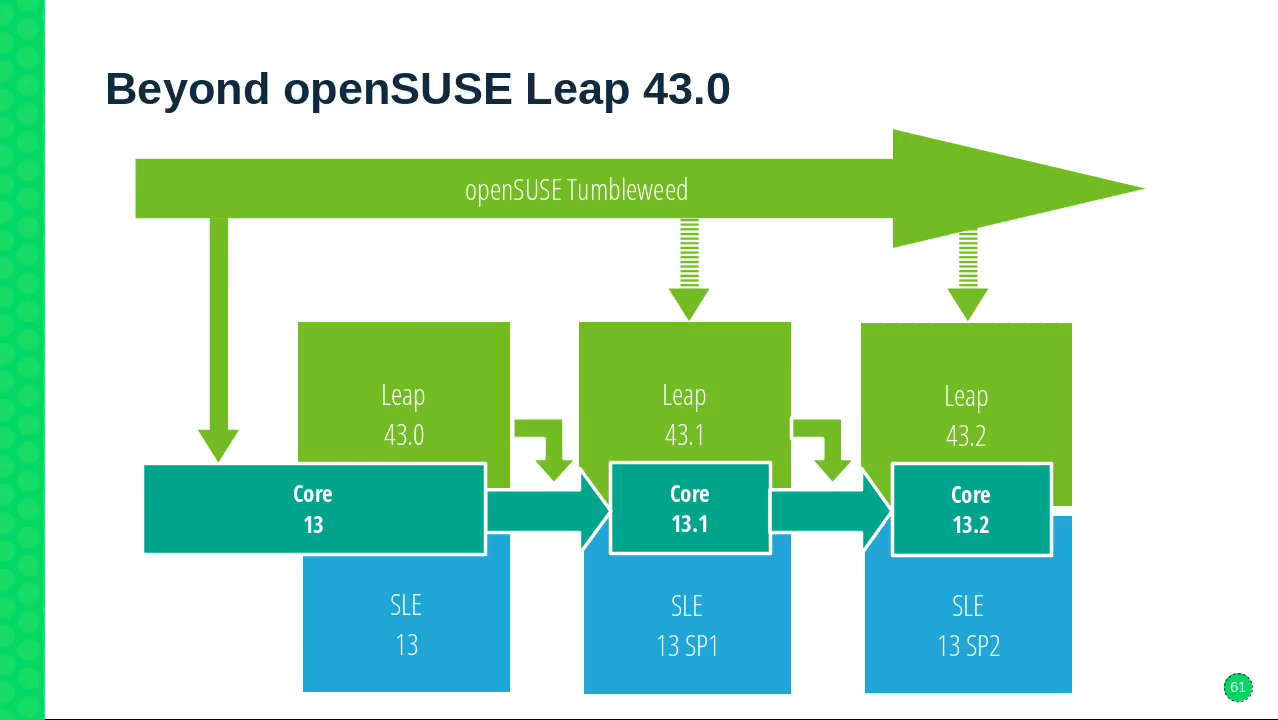 Beyond openSUSE Leap 43.0
openSUSE Tumbleweed
Leap
43.0
Leap
43.1
Leap
43.2
Core
13
Core
13.1
Core
13.2
SLE
13
SLE
13 SP1
SLE
13 SP2
61